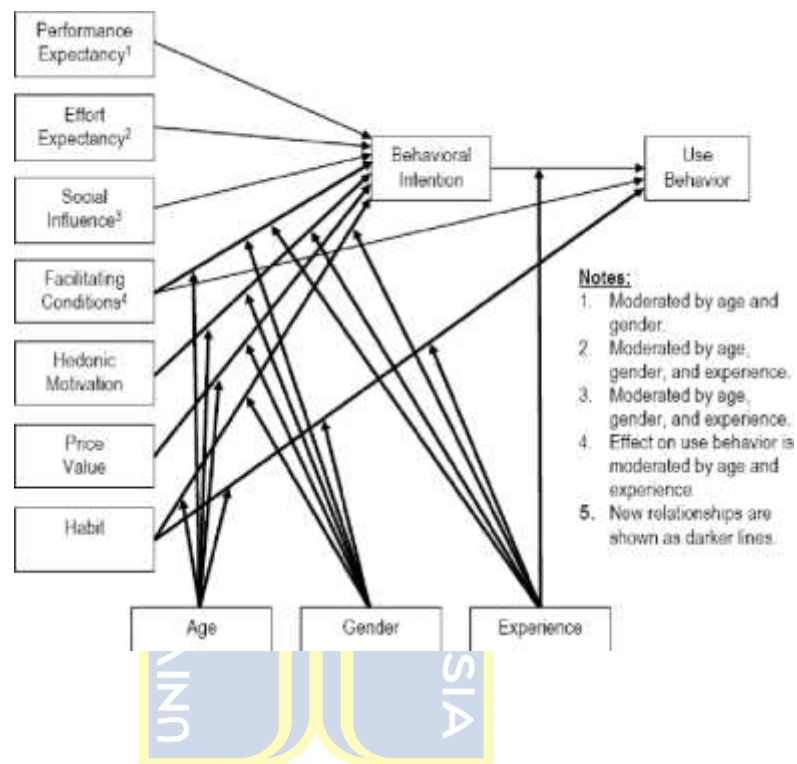 Performance
Expectancy¹
Effort
Expectancy²
Social
Influence³
Facilitating
Conditions⁴
Hedonic
Motivation
Price
Value
Habit
Behavioral
Intention
Use
Behavior
Notes:
1. Moderated by age and
gender.
2. Moderated by age,
gender, and experience.
3. Moderated by age,
gender, and experience.
4. Effect on use behavior is
moderated by age and
experience.
5. New relationships are
shown as darker lines.
Age
Gender
Experience
UNIV
SIA